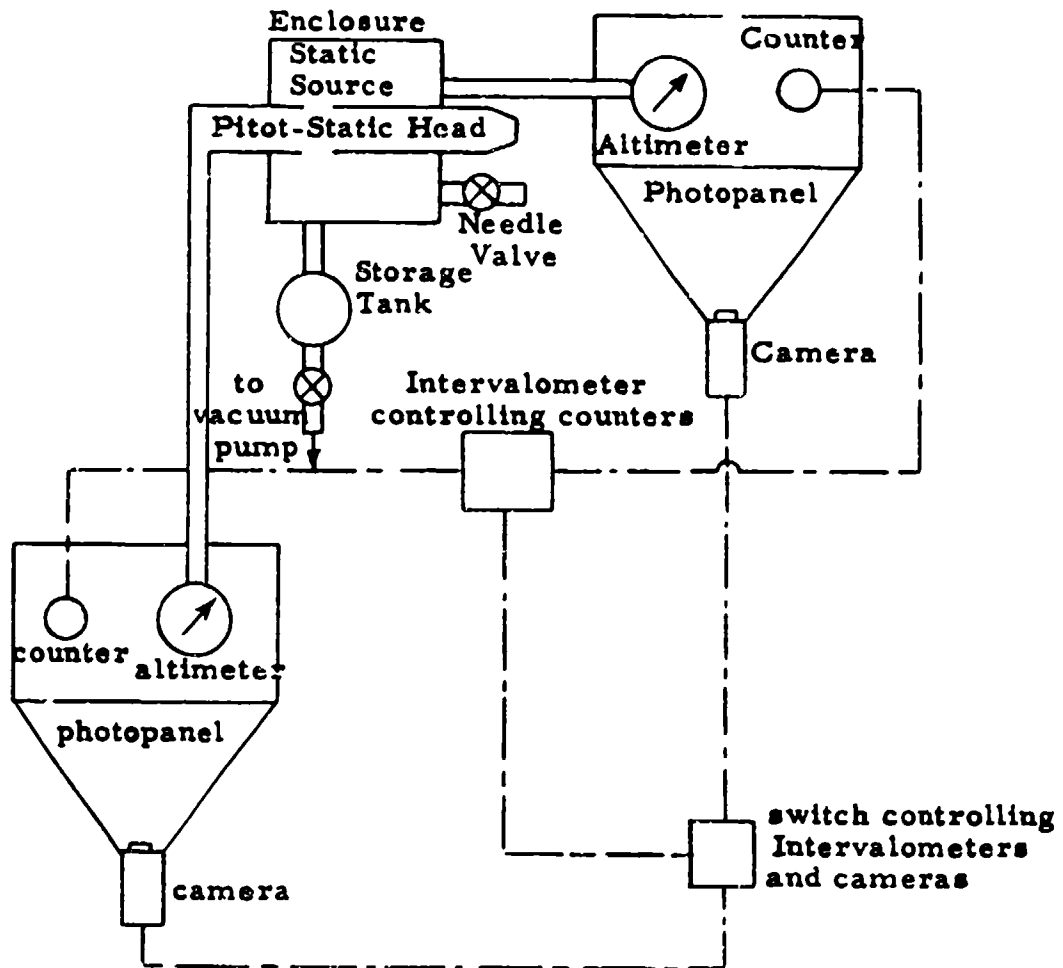 Enclosure
Static
Source
Pitot-Static Head
Counter
Altimeter
Photopanel
Needle
Valve
Storage
Tank
Camera
to
vacuum
pump
Intervalometer
controlling counters
counter
altimeter
photopanel
camera
switch controlling
Intervalometers
and cameras